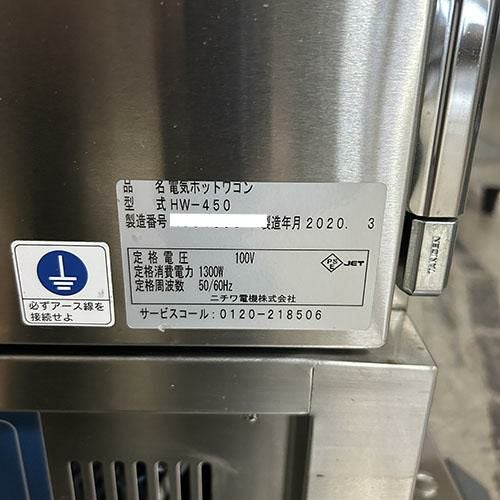 品 名 電気ホットワゴン
型 式 HW-450
製造番号 製造年月 2020. 3
定格電圧 100V
定格消費電力 1300W
定格周波数 50/60Hz
PSE JET
ニチワ電機株式会社
サービスコール:0120-218506
必ずアース線を
接続せよ